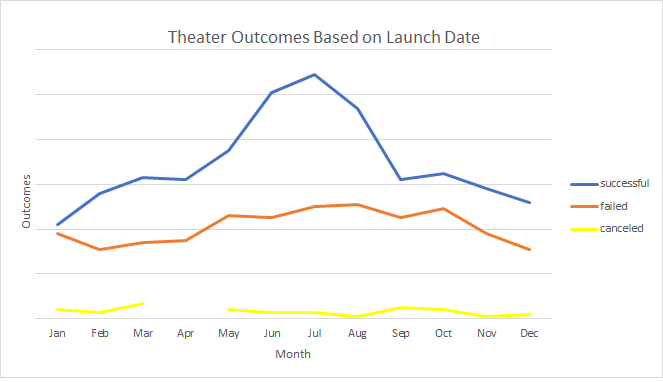 Theater Outcomes Based on Launch Date
Outcomes
successful
failed
canceled
Jan Feb Mar Apr May Jun Jul Aug Sep Oct Nov Dec
Month